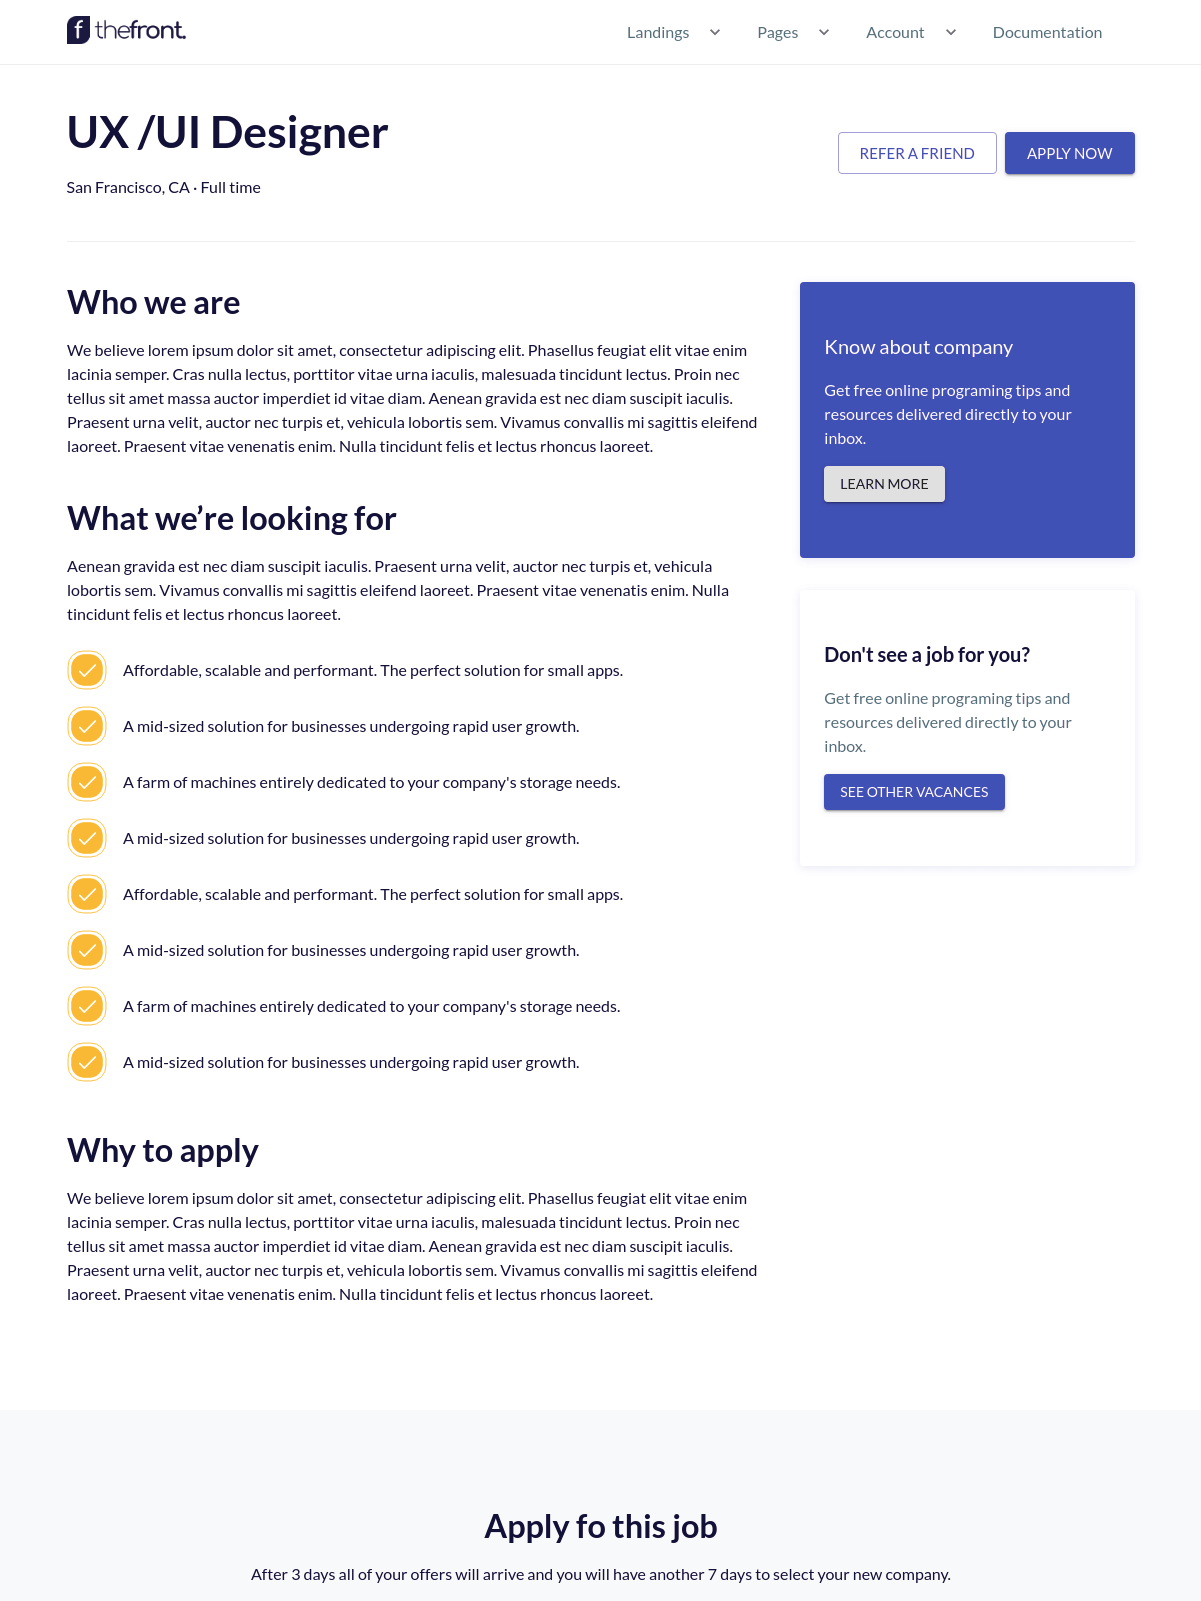 f thefront.
Landings Pages Account Documentation
UX /UI Designer
San Francisco, CA · Full time
REFER A FRIEND APPLY NOW
Who we are
We believe lorem ipsum dolor sit amet, consectetur adipiscing elit. Phasellus feugiat elit vitae enim
lacinia semper. Cras nulla lectus, porttitor vitae urna iaculis, malesuada tincidunt lectus. Proin nec
tellus sit amet massa auctor imperdiet id vitae diam. Aenean gravida est nec diam suscipit iaculis.
Praesent urna velit, auctor nec turpis et, vehicula lobortis sem. Vivamus convallis mi sagittis eleifend
laoreet. Praesent vitae venenatis enim. Nulla tincidunt felis et lectus rhoncus laoreet.
What we’re looking for
Aenean gravida est nec diam suscipit iaculis. Praesent urna velit, auctor nec turpis et, vehicula
lobortis sem. Vivamus convallis mi sagittis eleifend laoreet. Praesent vitae venenatis enim. Nulla
tincidunt felis et lectus rhoncus laoreet.
Affordable, scalable and performant. The perfect solution for small apps.
A mid-sized solution for businesses undergoing rapid user growth.
A farm of machines entirely dedicated to your company's storage needs.
A mid-sized solution for businesses undergoing rapid user growth.
Affordable, scalable and performant. The perfect solution for small apps.
A mid-sized solution for businesses undergoing rapid user growth.
A farm of machines entirely dedicated to your company's storage needs.
A mid-sized solution for businesses undergoing rapid user growth.
Why to apply
We believe lorem ipsum dolor sit amet, consectetur adipiscing elit. Phasellus feugiat elit vitae enim
lacinia semper. Cras nulla lectus, porttitor vitae urna iaculis, malesuada tincidunt lectus. Proin nec
tellus sit amet massa auctor imperdiet id vitae diam. Aenean gravida est nec diam suscipit iaculis.
Praesent urna velit, auctor nec turpis et, vehicula lobortis sem. Vivamus convallis mi sagittis eleifend
laoreet. Praesent vitae venenatis enim. Nulla tincidunt felis et lectus rhoncus laoreet.
Know about company
Get free online programing tips and
resources delivered directly to your
inbox.
LEARN MORE
Don't see a job for you?
Get free online programing tips and
resources delivered directly to your
inbox.
SEE OTHER VACANCES
Apply fo this job
After 3 days all of your offers will arrive and you will have another 7 days to select your new company.